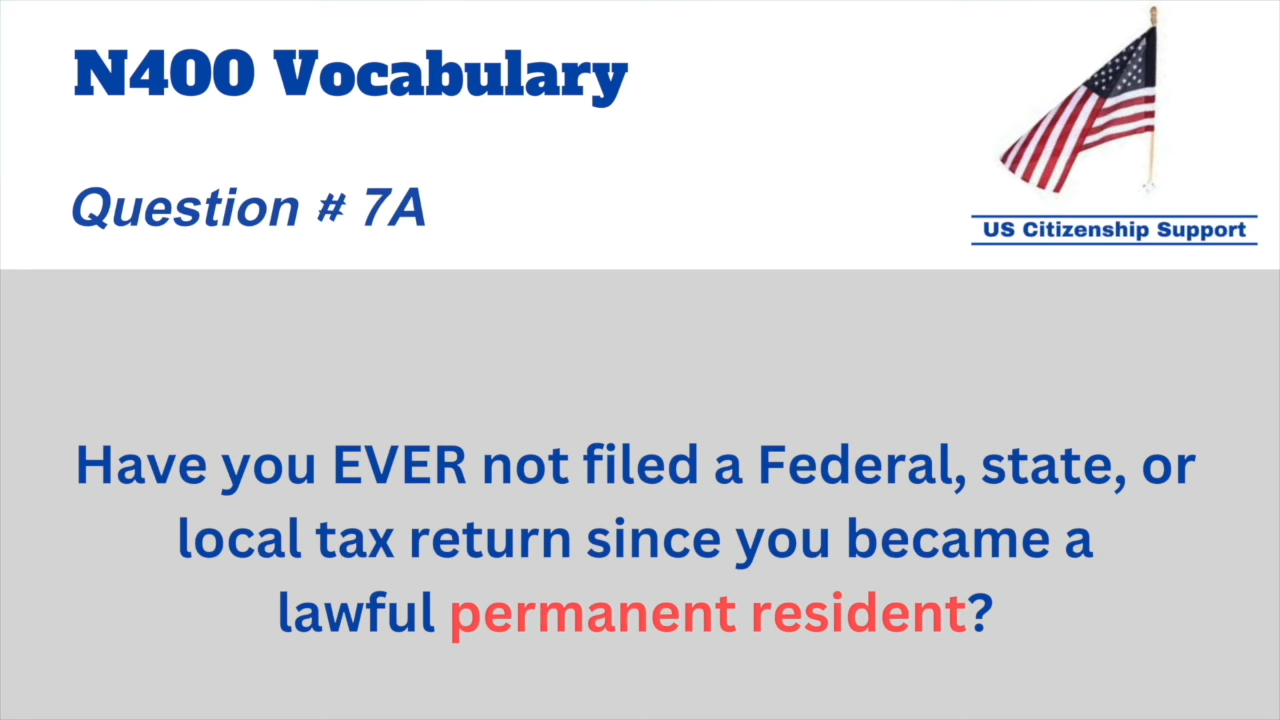 N400 Vocabulary
Question # 7A
US Citizenship Support
Have you EVER not filed a Federal, state, or
local tax return since you became a
lawful permanent resident?